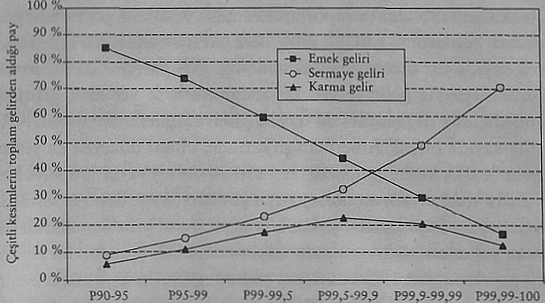 Çeşitli kesimlerin toplam gelirden aldığı pay
100 %
90 %
80 %
70 %
60 %
50 %
40 %
30 %
20 %
10 %
0 %
Emek geliri
Sermaye geliri
Karma gelir
P90-95 P95-99 P99-99,5 P99,5-99,9 P99,9-99,99 P99,99-100